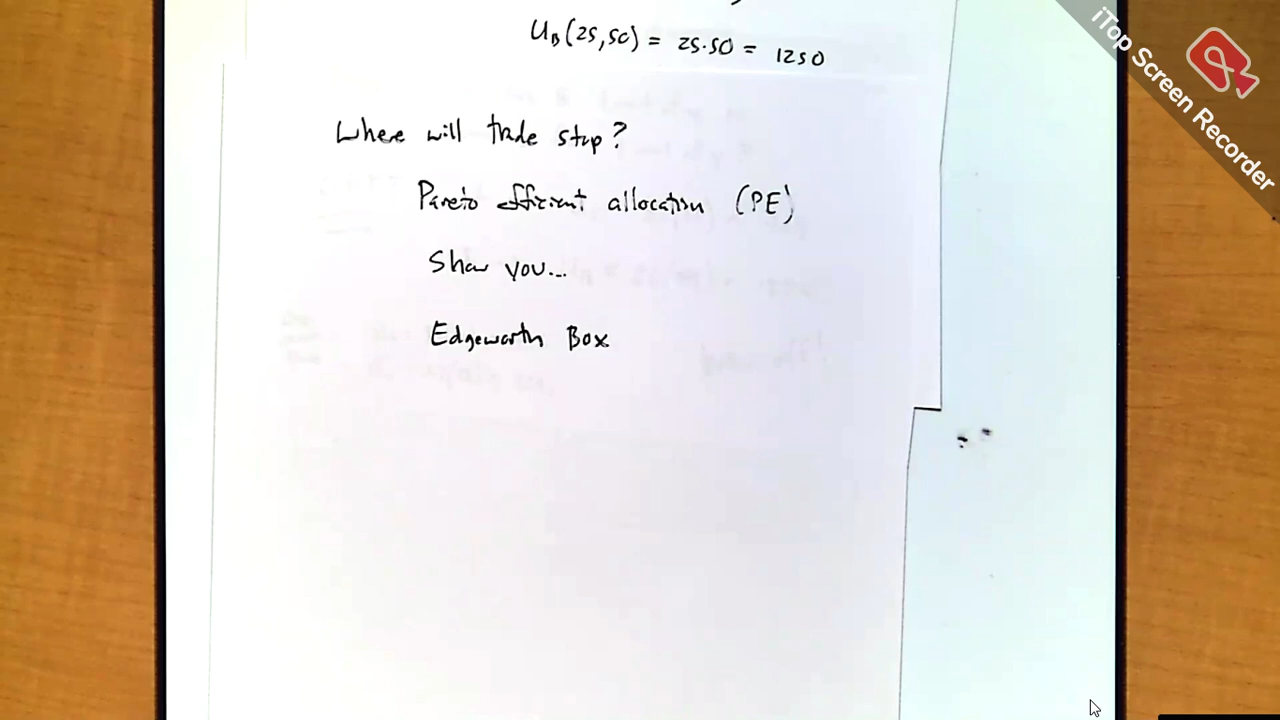 U_B(25,50) = 25·50 = 1250
Where will trade stop?
Pareto efficient allocation (PE)
Show you...
Edgeworth Box
iTop Screen Recorder